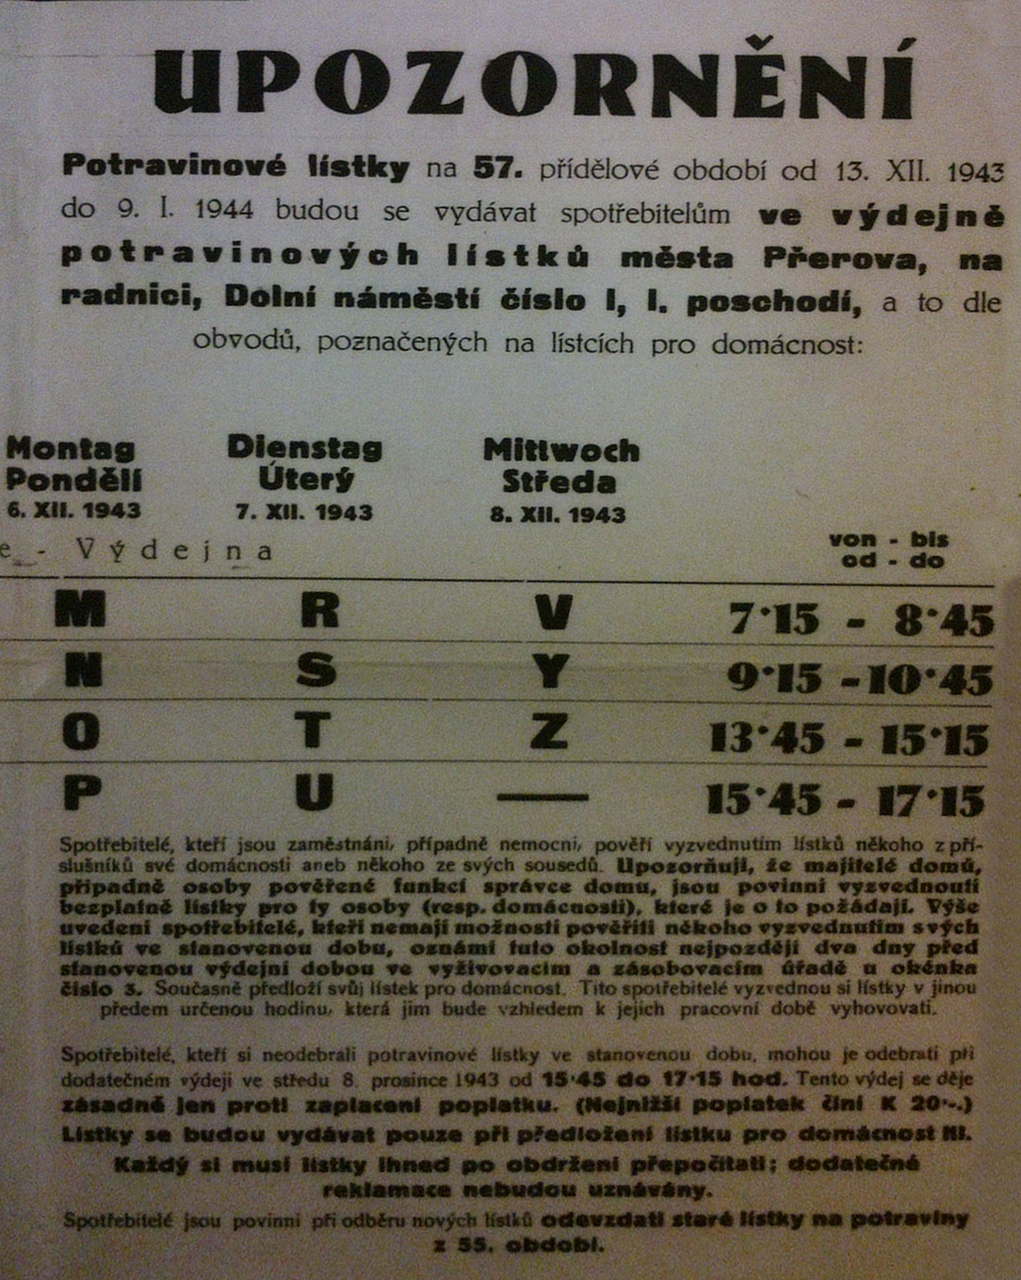 UPOZORNĚNÍ
Potravinové lístky na 57. přídělové období od 13. XII. 1943
do 9. I. 1944 budou se vydávat spotřebitelům ve výdejně
potravinových lístků města Přerova, na
radnici, Dolní náměstí číslo I, I. poschodí, a to dle
obvodů, poznačených na lístcích pro domácnost:
Montag Dienstag Mittwoch
Pondělí Úterý Středa
6. XII. 1943 7. XII. 1943 8. XII. 1943
e - Výdejna von - bis
od - do
M R V 7·15 - 8·45
N S Y 9·15 - 10·45
O T Z 13·45 - 15·15
P U — 15·45 - 17·15
Spotřebitelé, kteří jsou zaměstnáni, případně nemocni, pověří vyzvednutím lístků někoho z pří-
slušníků své domácnosti aneb někoho ze svých sousedů. Upozorňuji, že majitelé domů,
případně osoby pověřené funkcí správce domu, jsou povinni vyzvednouti
bezplatně lístky pro ty osoby (resp. domácnosti), které je o to požádají. Výše
uvedení spotřebitelé, kteří nemají možnosti pověřiti někoho vyzvednutím svých
lístků ve stanovenou dobu, oznámí tuto okolnost nejpozději dva dny před
stanovenou výdejní dobou ve vyživovacím a zásobovacím úřadě u okénka
číslo 3. Současně předloží svůj lístek pro domácnost. Tito spotřebitelé vyzvednou si lístky v jinou
předem určenou hodinu, která jim bude vzhledem k jejich pracovní době vyhovovati.
Spotřebitelé, kteří si neodebrali potravinové lístky ve stanovenou dobu, mohou je odebrati při
dodatečném výdeji ve středu 8. prosince 1943 od 15·45 do 17·15 hod. Tento výdej se děje
zásadně jen proti zaplacení poplatku. (Nejnižší poplatek činí K 20·-.)
Lístky se budou vydávat pouze při předložení lístku pro domácnost III.
Každý si musí lístky ihned po obdržení přepočítati; dodatečné
reklamace nebudou uznávány.
Spotřebitelé jsou povinni při odběru nových lístků odevzdati staré lístky na potraviny
z 55. období.